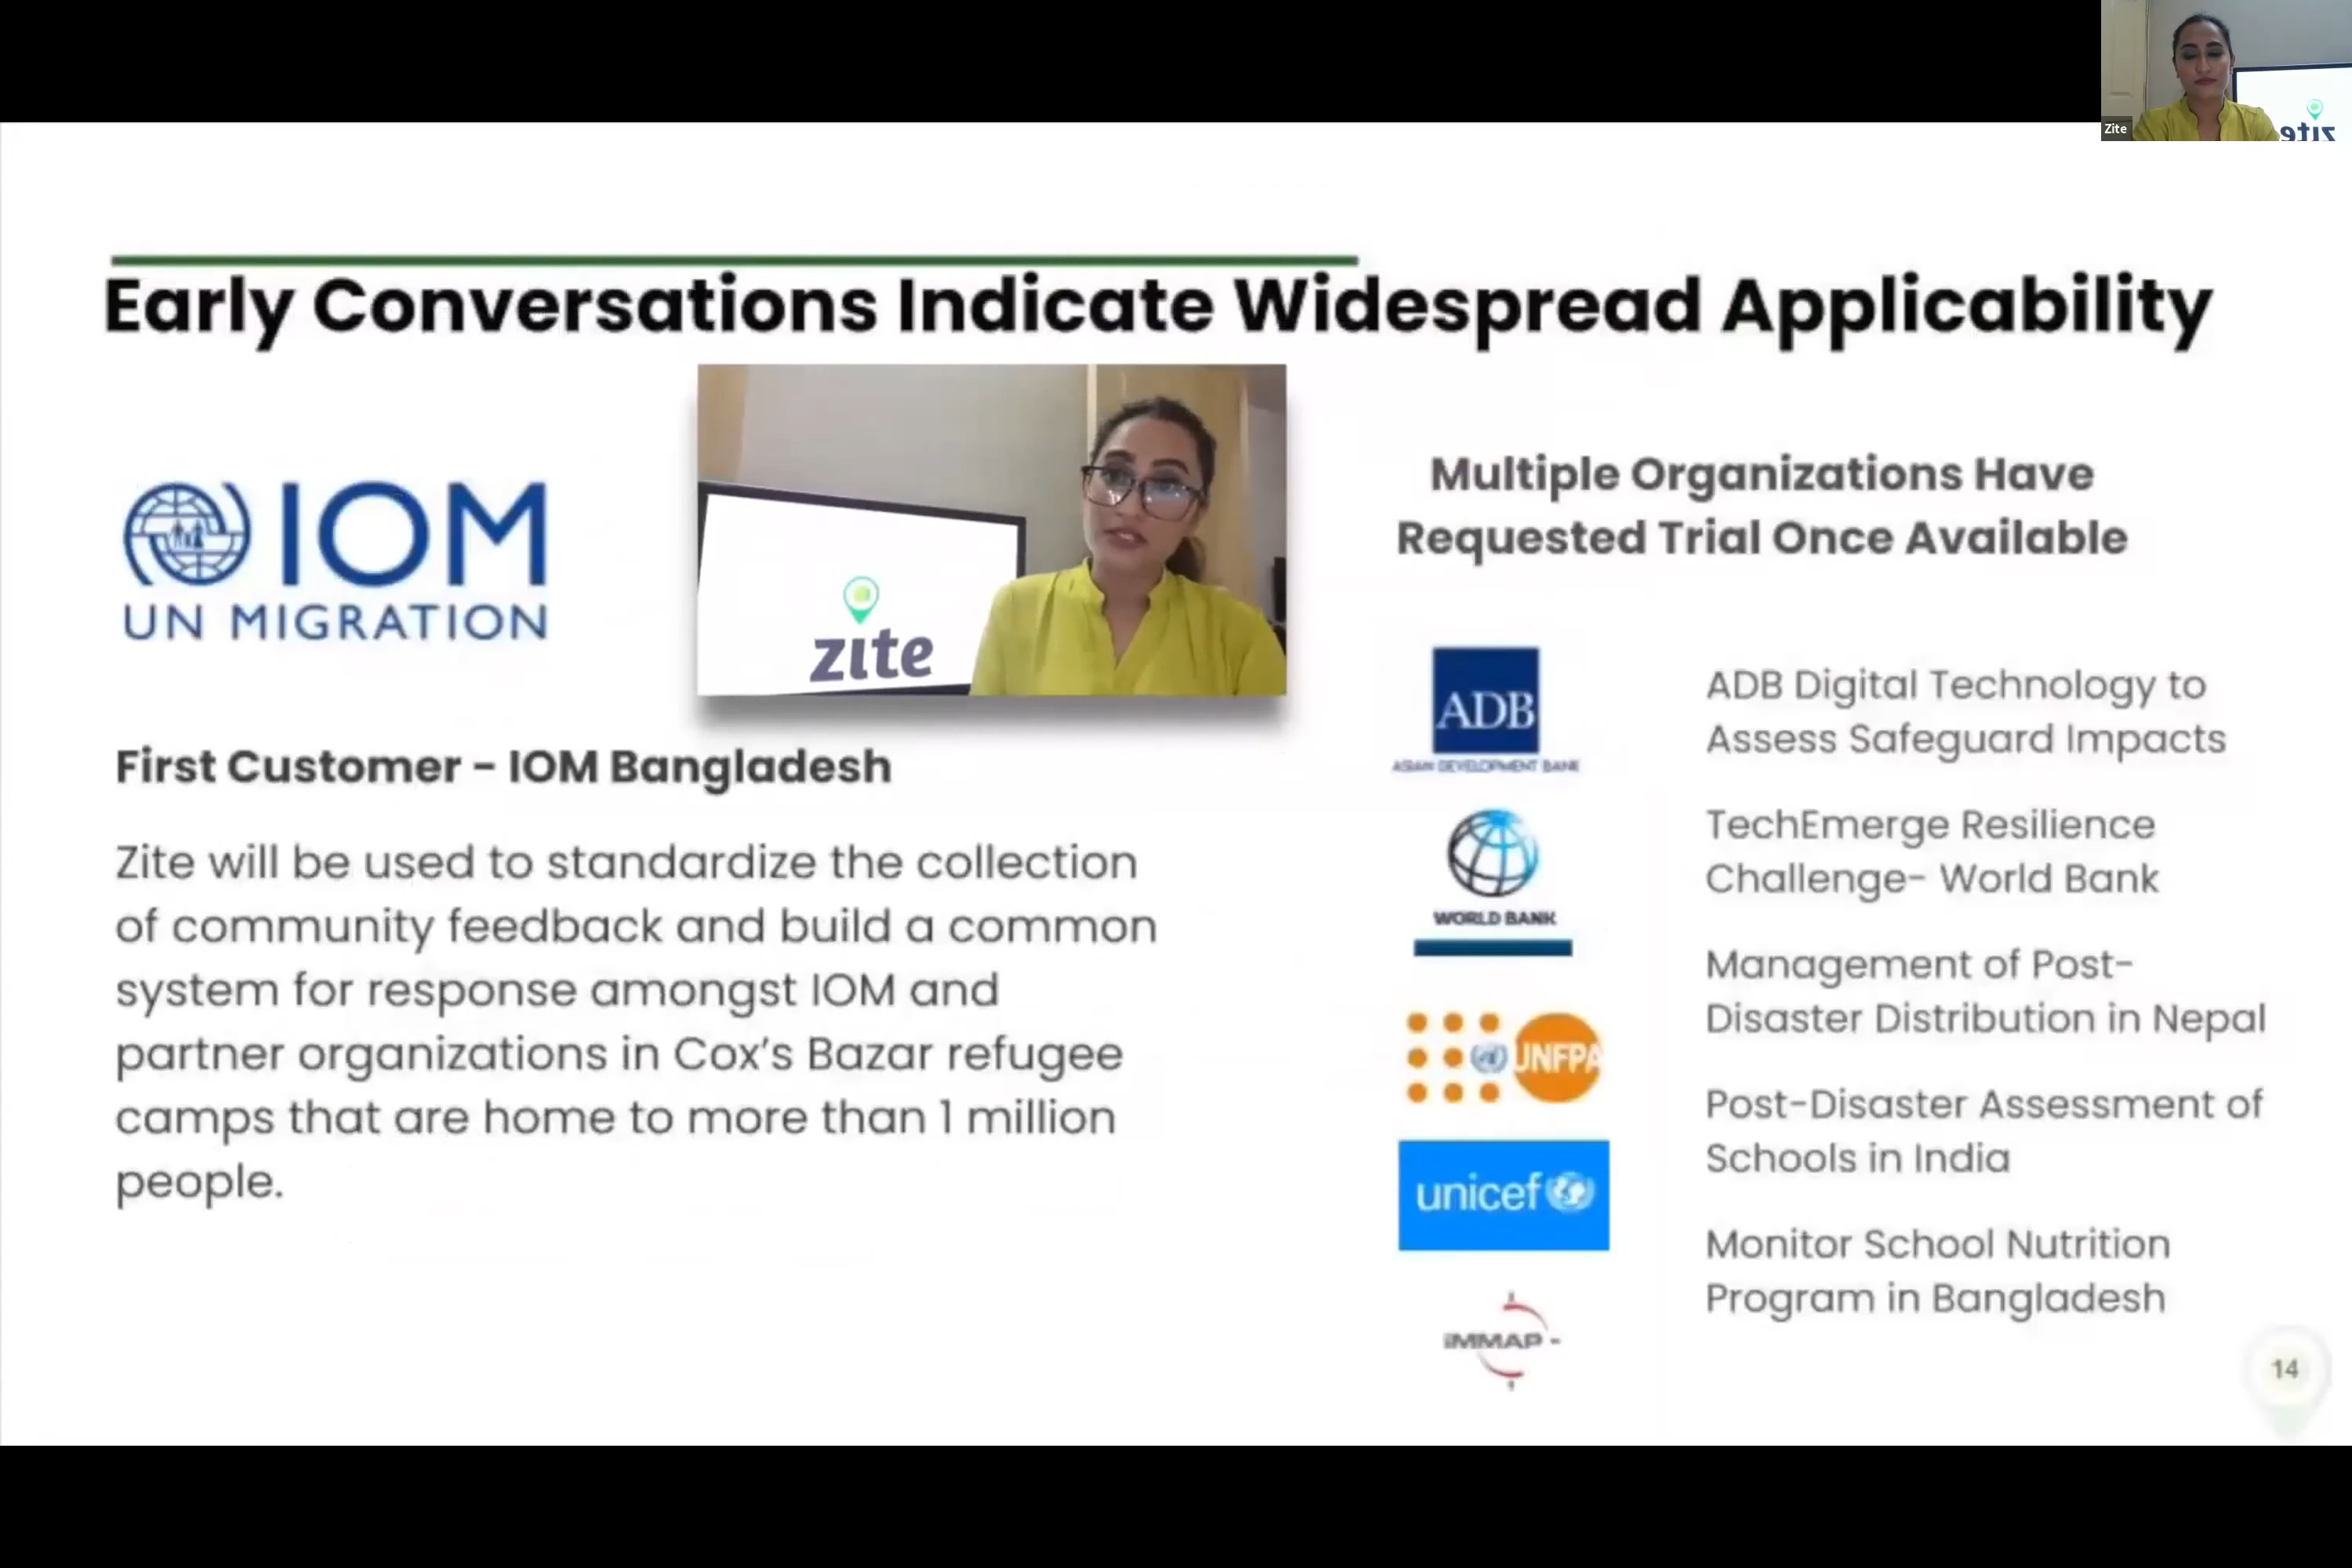 Zite
zite
Early Conversations Indicate Widespread Applicability
IOM
UN MIGRATION
zite
First Customer - IOM Bangladesh
Zite will be used to standardize the collection
of community feedback and build a common
system for response amongst IOM and
partner organizations in Cox's Bazar refugee
camps that are home to more than 1 million
people.
Multiple Organizations Have
Requested Trial Once Available
ADB
ASIAN DEVELOPMENT BANK
ADB Digital Technology to
Assess Safeguard Impacts
WORLD BANK
TechEmerge Resilience
Challenge- World Bank
UNFPA
Management of Post-
Disaster Distribution in Nepal
unicef
Post-Disaster Assessment of
Schools in India
iMMAP
Monitor School Nutrition
Program in Bangladesh
14